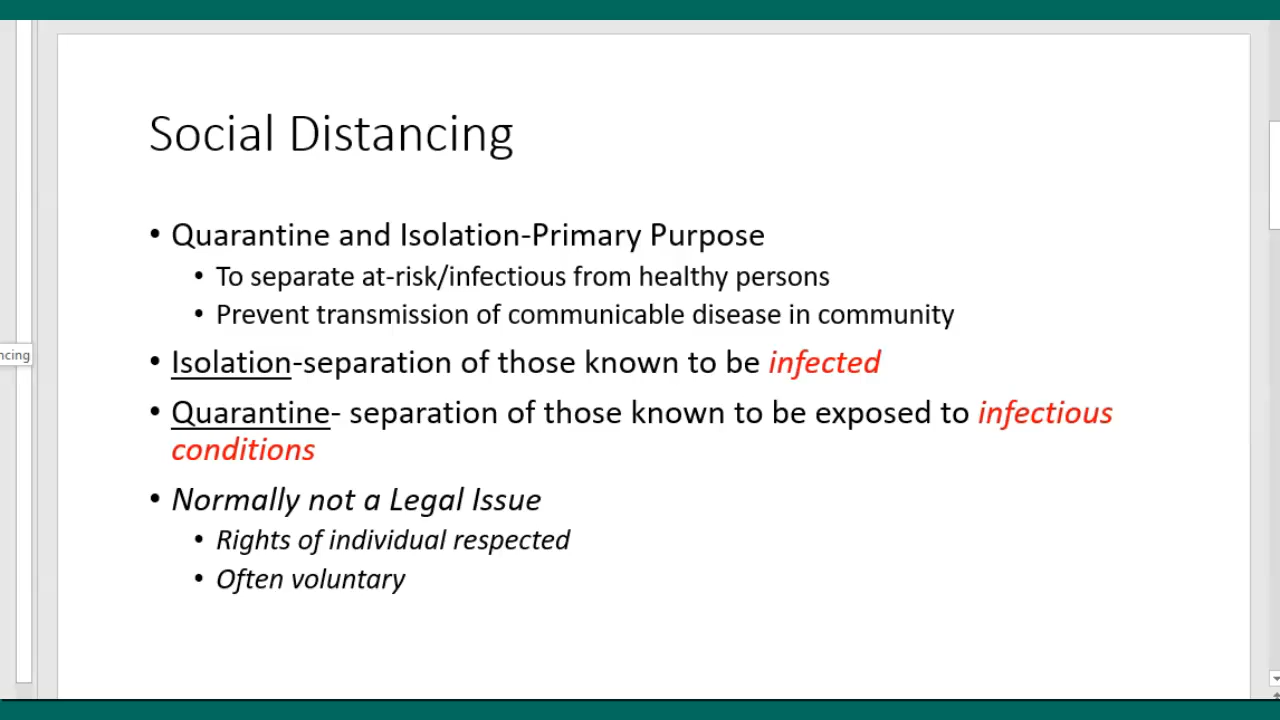 Social Distancing
• Quarantine and Isolation-Primary Purpose
• To separate at-risk/infectious from healthy persons
• Prevent transmission of communicable disease in community
ncing
• Isolation-separation of those known to be infected
• Quarantine- separation of those known to be exposed to infectious
conditions
• Normally not a Legal Issue
• Rights of individual respected
• Often voluntary